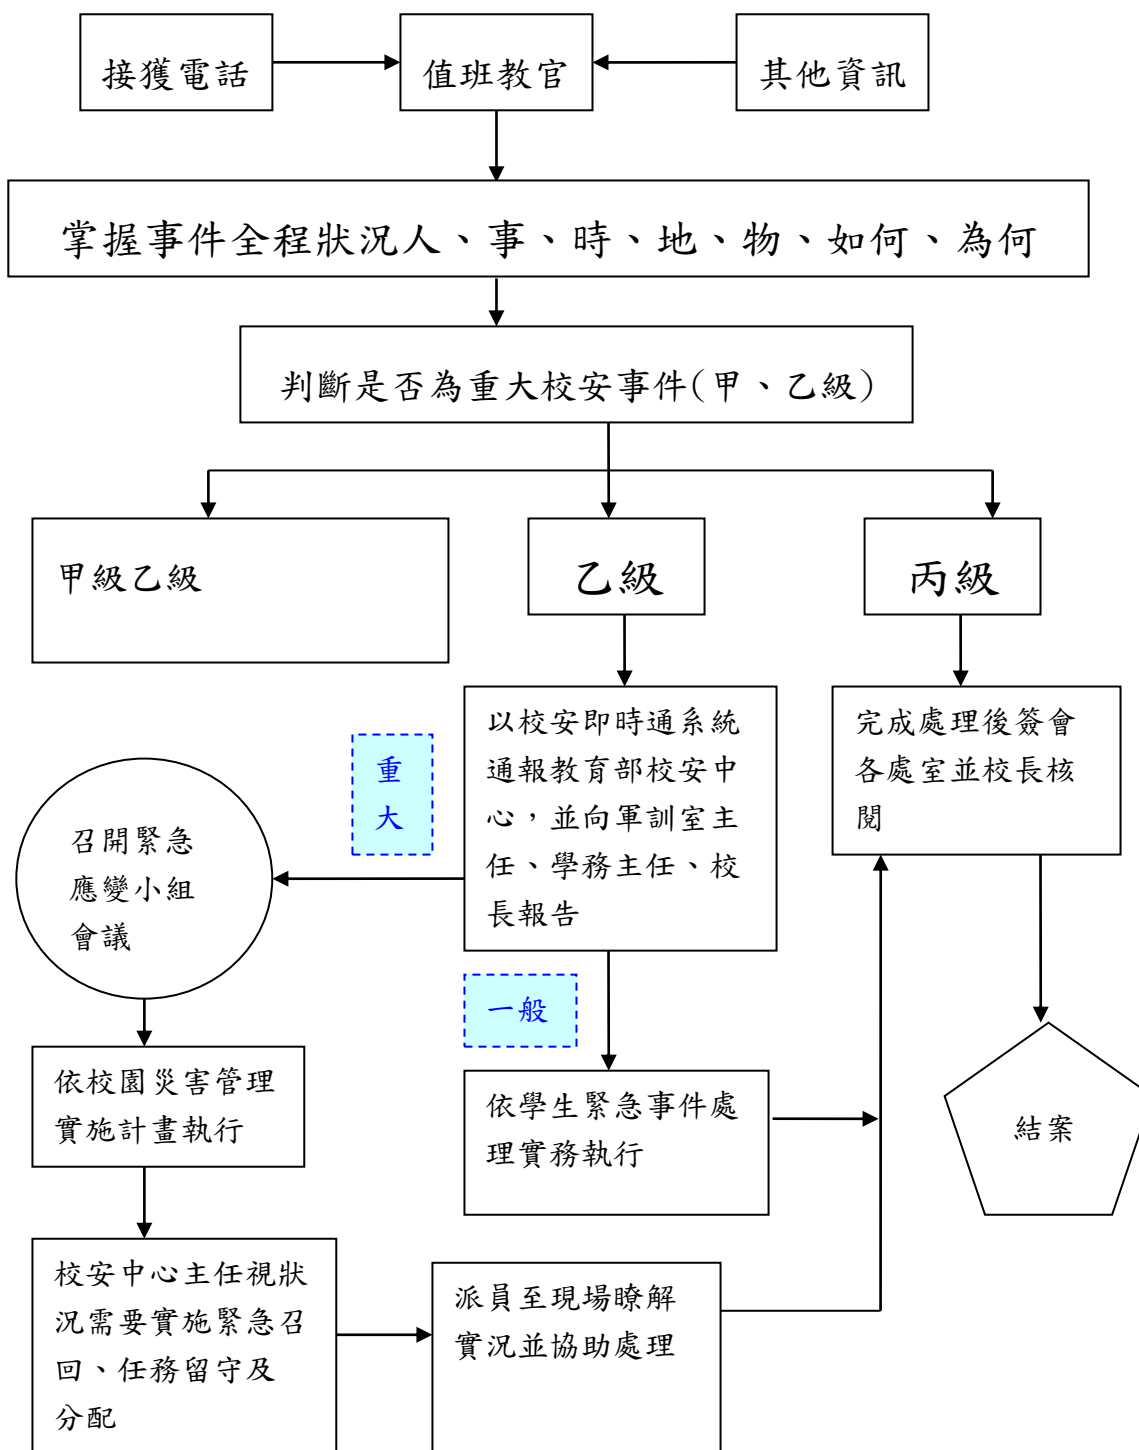 接獲電話
值班教官
其他資訊
掌握事件全程狀況人、事、時、地、物、如何、為何
判斷是否為重大校安事件(甲、乙級)
甲級乙級
乙級
丙級
以校安即時通系統
通報教育部校安中
心，並向軍訓室主
任、學務主任、校
長報告
完成處理後簽會
各處室並校長核
閱
重
大
召開緊急
應變小組
會議
一般
依校園災害管理
實施計畫執行
依學生緊急事件處
理實務執行
結案
校安中心主任視狀
況需要實施緊急召
回、任務留守及
分配
派員至現場瞭解
實況並協助處理